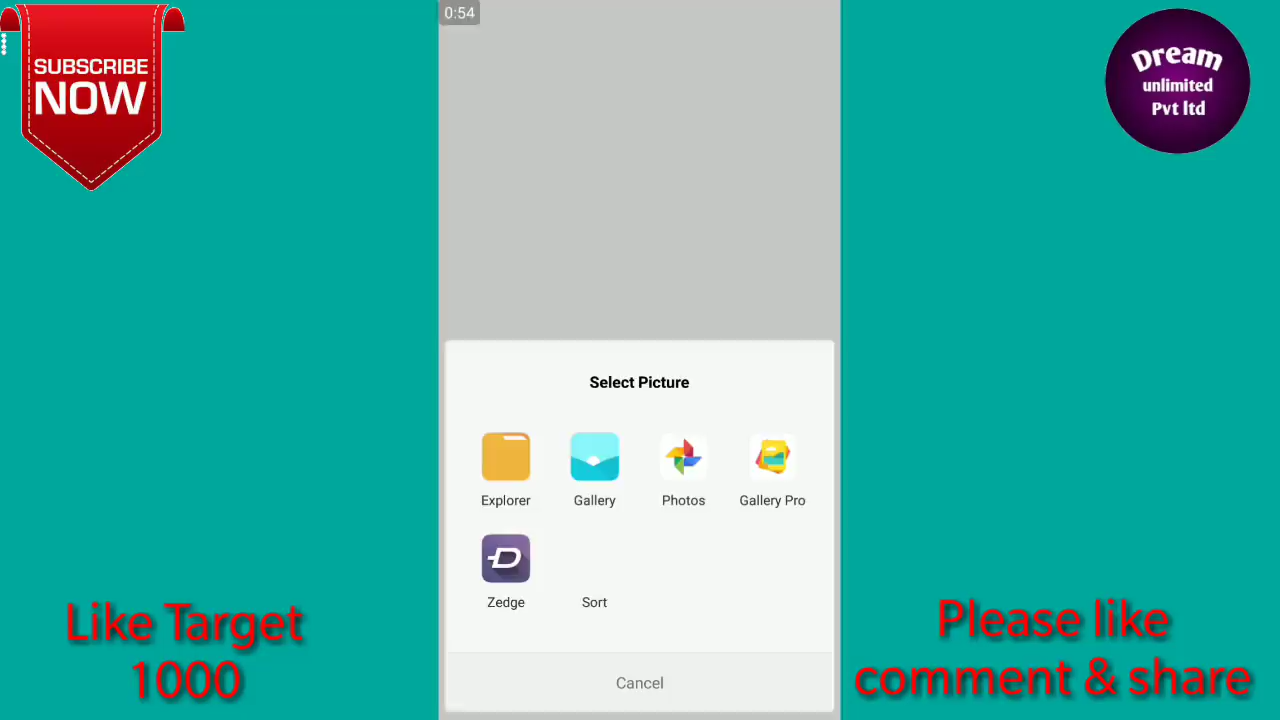 0:54
SUBSCRIBE
NOW
Dream
unlimited
Pvt ltd
Select Picture
Explorer
Gallery
Photos
Gallery Pro
Zedge
Sort
Cancel
Like Target
1000
Please like
comment & share